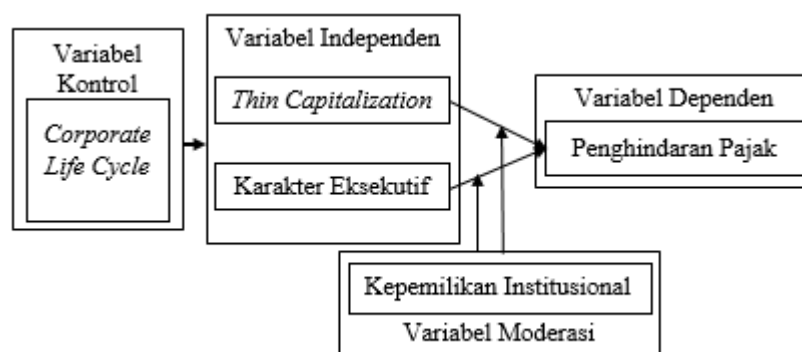 Variabel
Kontrol
Corporate
Life Cycle
Variabel Independen
Thin Capitalization
Karakter Eksekutif
Variabel Dependen
Penghindaran Pajak
Kepemilikan Institusional
Variabel Moderasi